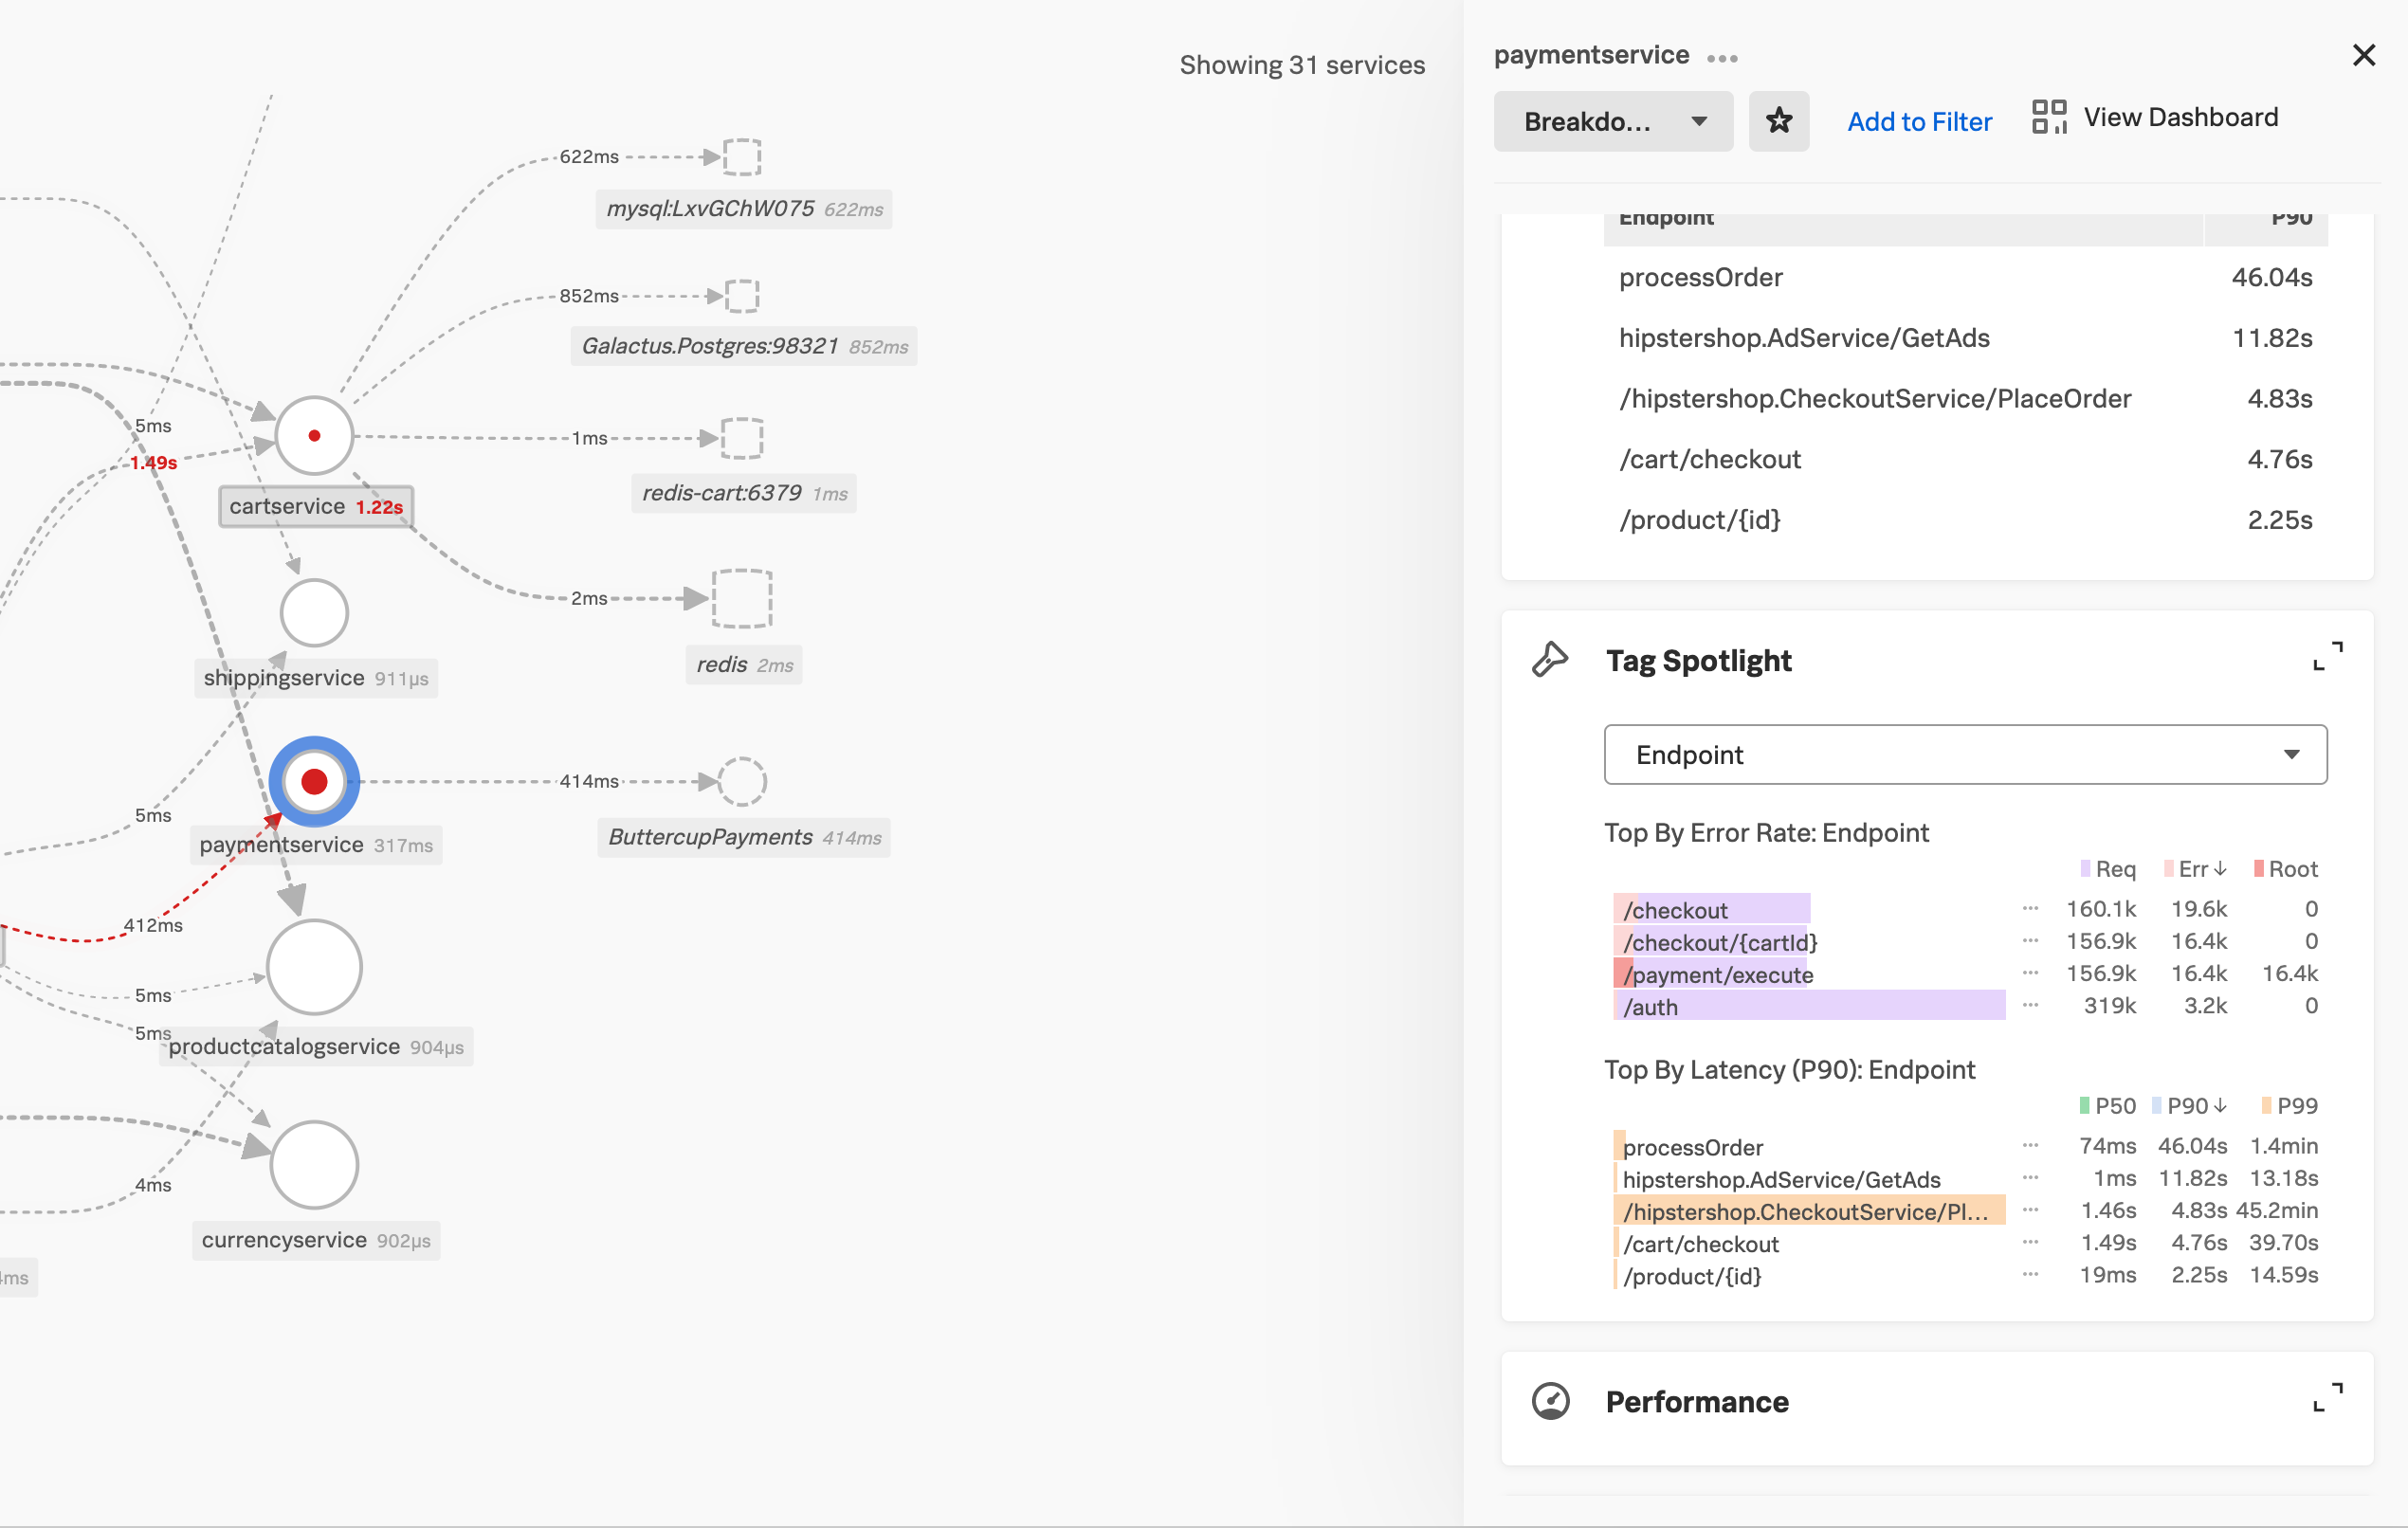 Showing 31 services
622ms
mysql:LxvGChW075 622ms
852ms
Galactus.Postgres:98321 852ms
5ms
1.49s
1ms
cartservice 1.22s
redis-cart:6379 1ms
2ms
redis 2ms
shippingservice 911µs
414ms
5ms
paymentservice 317ms
ButtercupPayments 414ms
412ms
5ms
5ms
productcatalogservice 904µs
4ms
currencyservice 902µs
paymentservice
Breakdo...
Add to Filter
View Dashboard
Endpoint P90
processOrder 46.04s
hipstershop.AdService/GetAds 11.82s
/hipstershop.CheckoutService/PlaceOrder 4.83s
/cart/checkout 4.76s
/product/{id} 2.25s
Tag Spotlight
Endpoint
Top By Error Rate: Endpoint
Req Err Root
/checkout 160.1k 19.6k 0
/checkout/{cartId} 156.9k 16.4k 0
/payment/execute 156.9k 16.4k 16.4k
/auth 319k 3.2k 0
Top By Latency (P90): Endpoint
P50 P90 P99
processOrder 74ms 46.04s 1.4min
hipstershop.AdService/GetAds 1ms 11.82s 13.18s
/hipstershop.CheckoutService/Pl... 1.46s 4.83s 45.2min
/cart/checkout 1.49s 4.76s 39.70s
/product/{id} 19ms 2.25s 14.59s
Performance